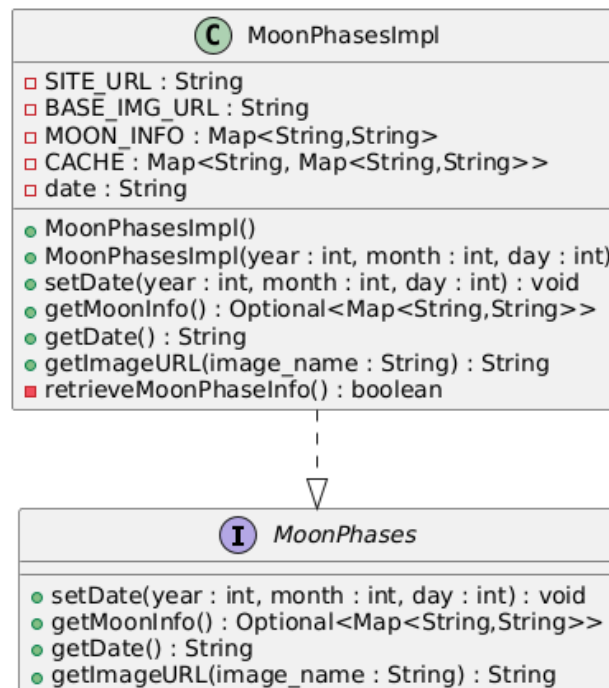 C MoonPhasesImpl
SITE_URL : String
BASE_IMG_URL : String
MOON_INFO : Map<String,String>
CACHE : Map<String, Map<String,String>>
date : String
MoonPhasesImpl()
MoonPhasesImpl(year : int, month : int, day : int)
setDate(year : int, month : int, day : int) : void
getMoonInfo() : Optional<Map<String,String>>
getDate() : String
getImageURL(image_name : String) : String
retrieveMoonPhaseInfo() : boolean
I MoonPhases
setDate(year : int, month : int, day : int) : void
getMoonInfo() : Optional<Map<String,String>>
getDate() : String
getImageURL(image_name : String) : String